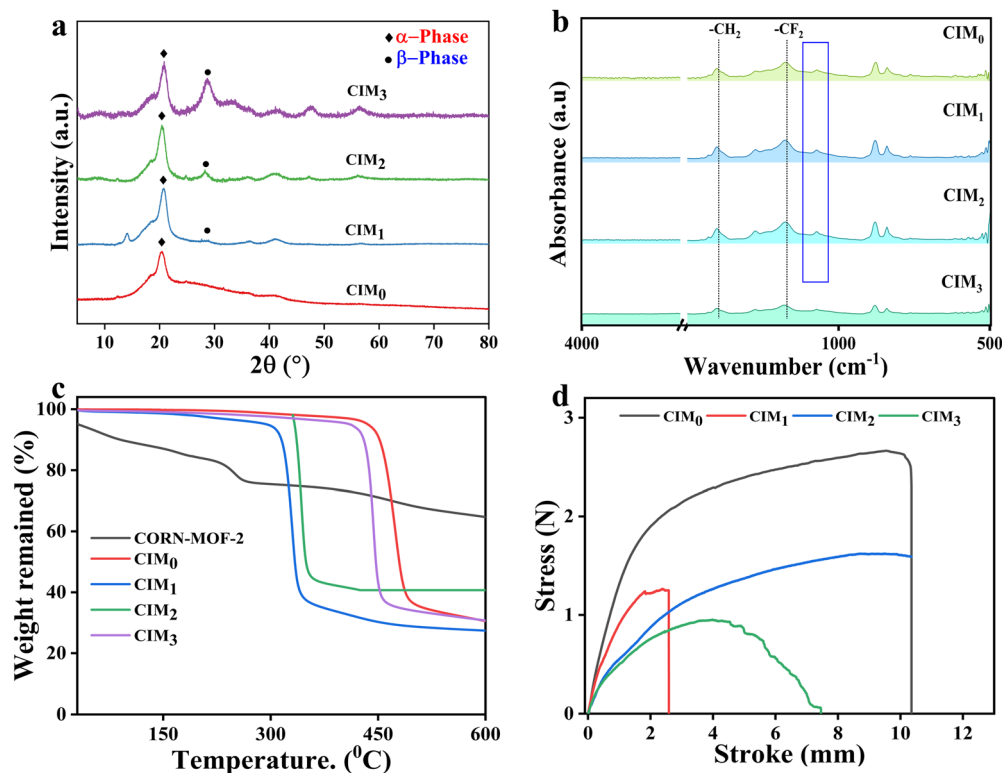 a
◆ α–Phase
● β–Phase
CIM3
CIM2
CIM1
CIM0
Intensity (a.u.)
0 10 20 30 40 50 60 70 80
2θ (°)
b
-CH2 -CF2
CIM0
CIM1
CIM2
CIM3
Absorbance (a.u)
4000 1000 500
Wavenumber (cm-1)
c
100
80
60
40
20
0
Weight remained (%)
CORN-MOF-2
CIM0
CIM1
CIM2
CIM3
150 300 450 600
Temperature. (0C)
d
CIM0 CIM1 CIM2 CIM3
3
2
1
0
Stress (N)
0 2 4 6 8 10 12
Stroke (mm)